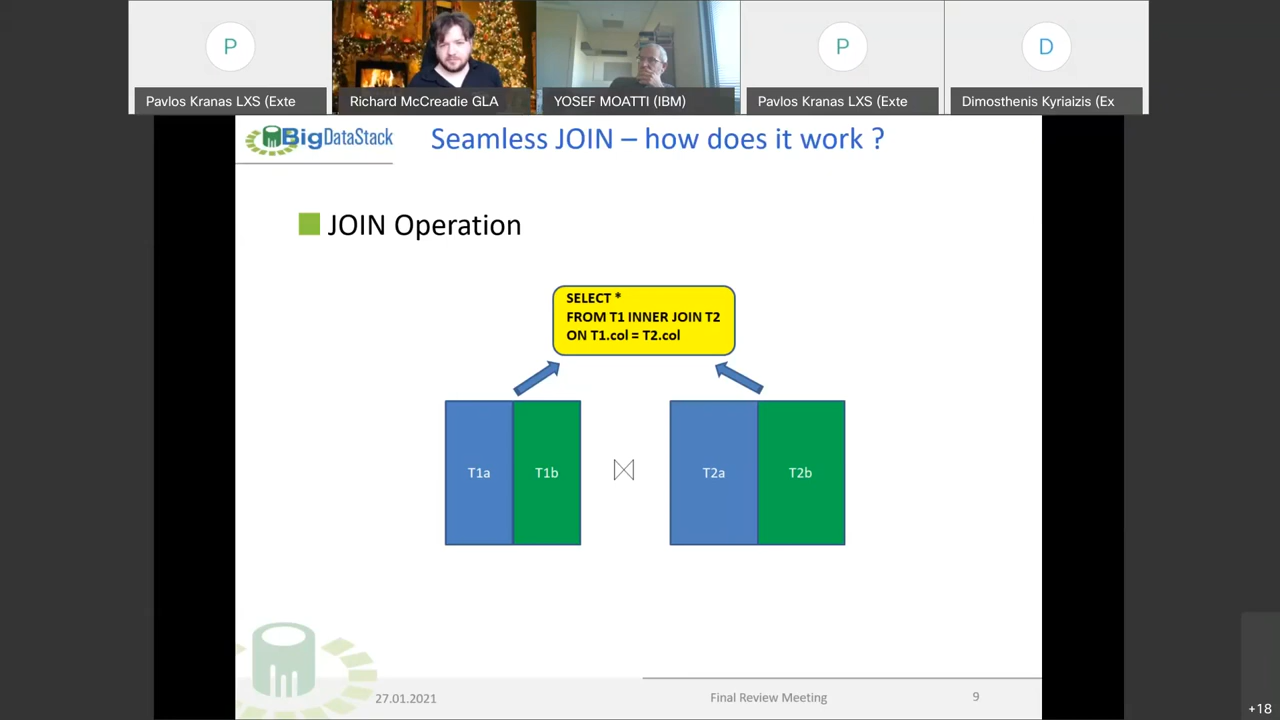 P
P
D
Pavlos Kranas LXS (Exte
Richard McCreadie GLA
YOSEF MOATTI (IBM)
Pavlos Kranas LXS (Exte
Dimosthenis Kyriaizis (Ex
BigDataStack
Seamless JOIN – how does it work ?
JOIN Operation
SELECT *
FROM T1 INNER JOIN T2
ON T1.col = T2.col
T1a
T1b
⋈
T2a
T2b
27.01.2021
Final Review Meeting
9
+18